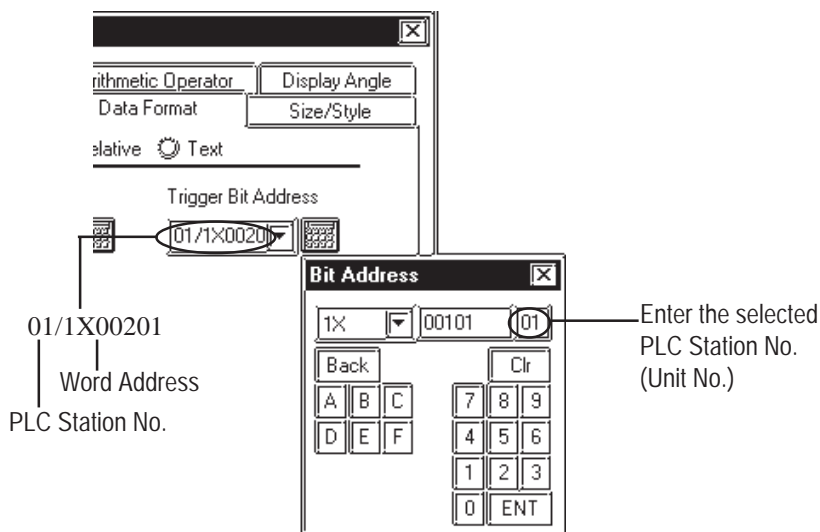 rithmetic Operator
Display Angle
Data Format
Size/Style
elative
Text
Trigger Bit Address
01/1X0020
Bit Address
1X
00101
01
Enter the selected
PLC Station No.
(Unit No.)
01/1X00201
Word Address
PLC Station No.
Back
Clr
A B C 7 8 9
D E F 4 5 6
1 2 3
0 ENT